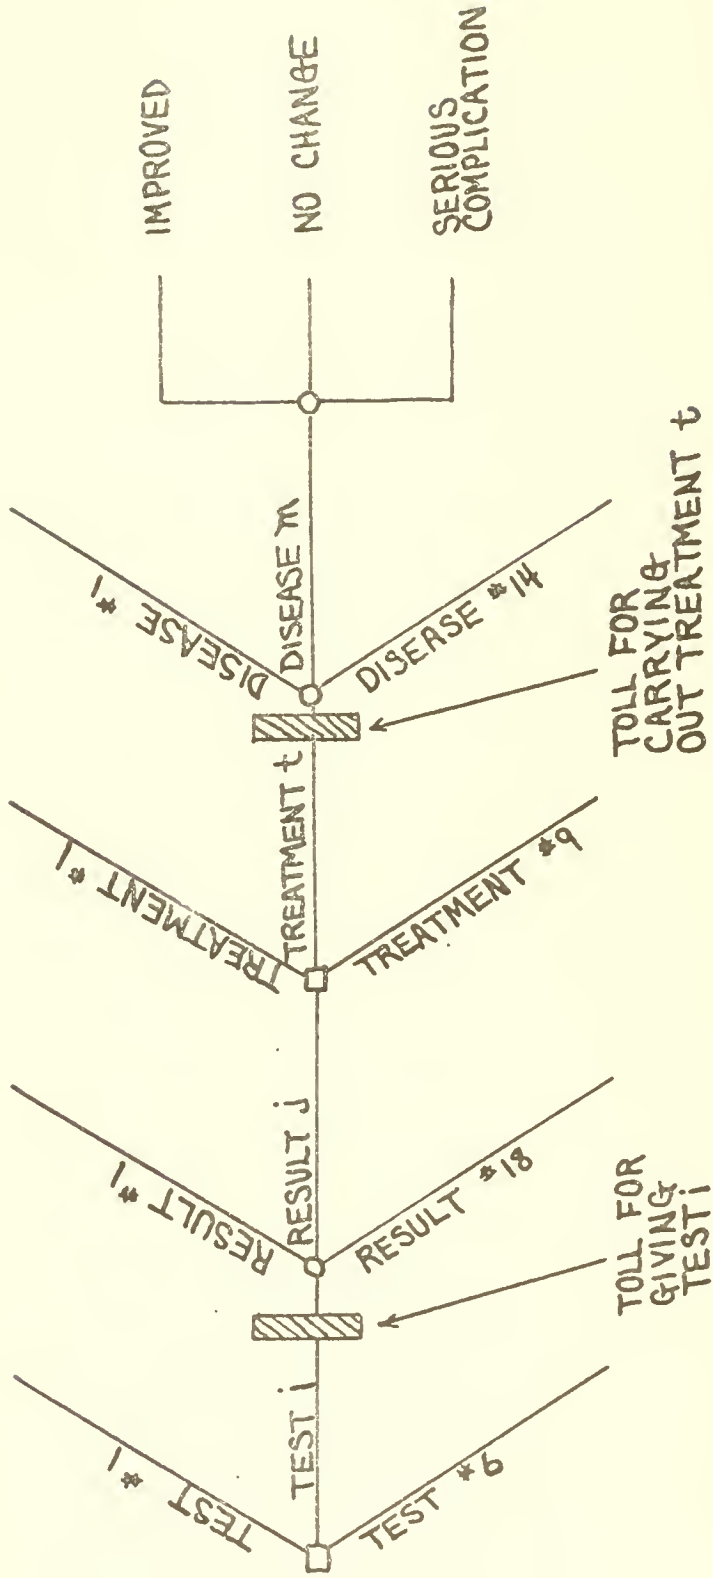 TEST #1
TEST i
TEST #6
TOLL FOR
GIVING
TEST i
RESULT #1
RESULT j
RESULT #18
TREATMENT #1
TREATMENT t
TREATMENT #9
TOLL FOR
CARRYING
OUT TREATMENT t
DISEASE #1
DISEASE m
DISEASE #14
IMPROVED
NO CHANGE
SERIOUS
COMPLICATION